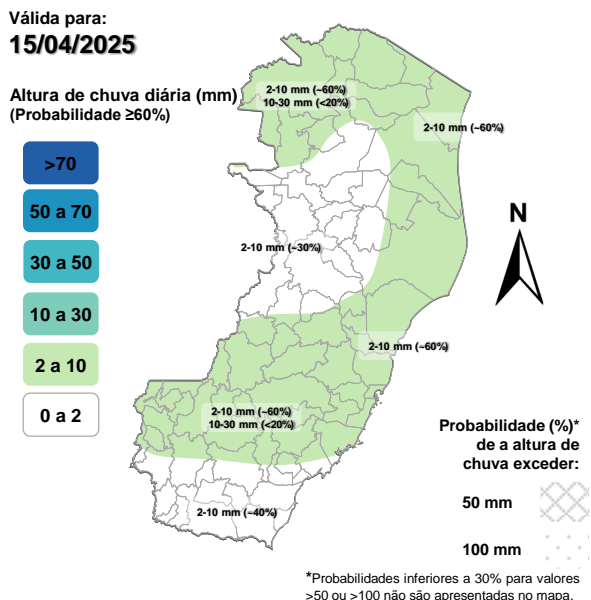 Válida para:
15/04/2025
Altura de chuva diária (mm)
(Probabilidade ≥60%)
>70
50 a 70
30 a 50
10 a 30
2 a 10
0 a 2
2-10 mm (~60%)
10-30 mm (<20%)
2-10 mm (~60%)
2-10 mm (~30%)
2-10 mm (~60%)
2-10 mm (~60%)
10-30 mm (<20%)
2-10 mm (~40%)
N
Probabilidade (%)*
de a altura de
chuva exceder:
50 mm
100 mm
*Probabilidades inferiores a 30% para valores
>50 ou >100 não são apresentadas no mapa.